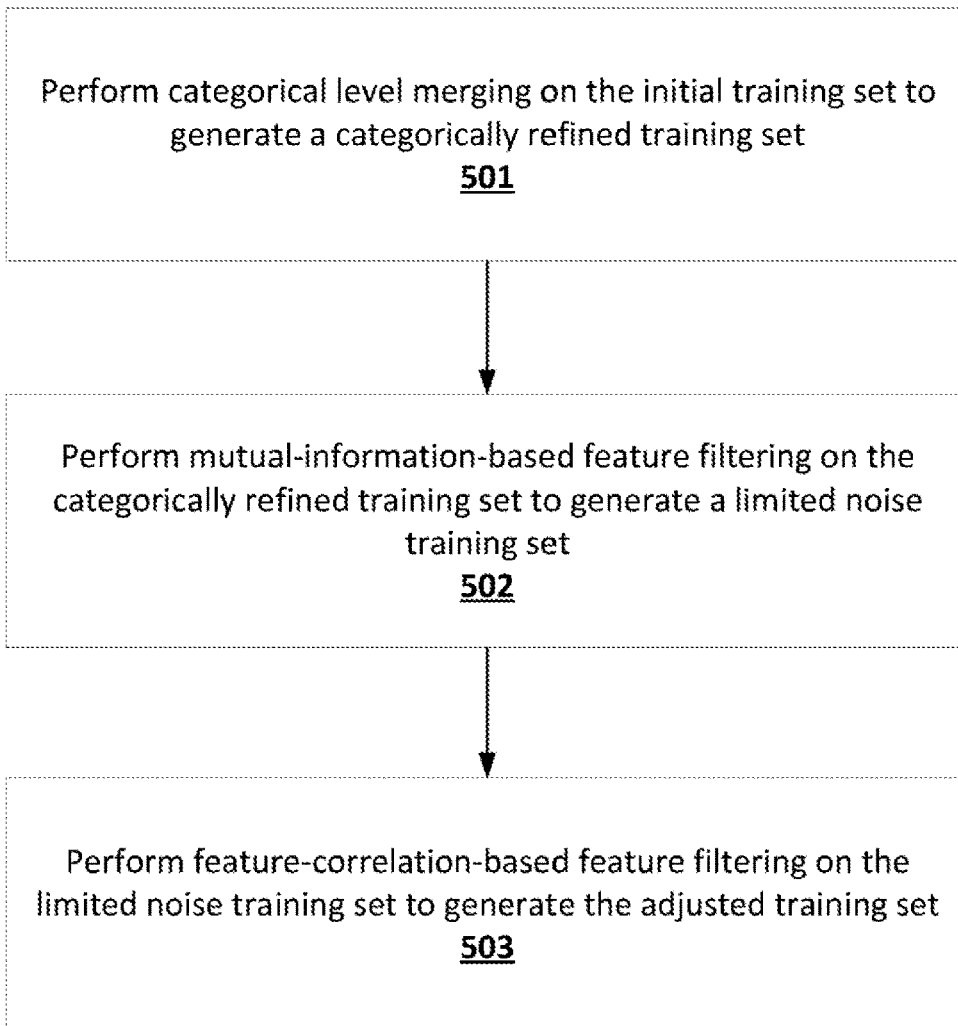 Perform categorical level merging on the initial training set to
generate a categorically refined training set
501
Perform mutual-information-based feature filtering on the
categorically refined training set to generate a limited noise
training set
502
Perform feature-correlation-based feature filtering on the
limited noise training set to generate the adjusted training set
503